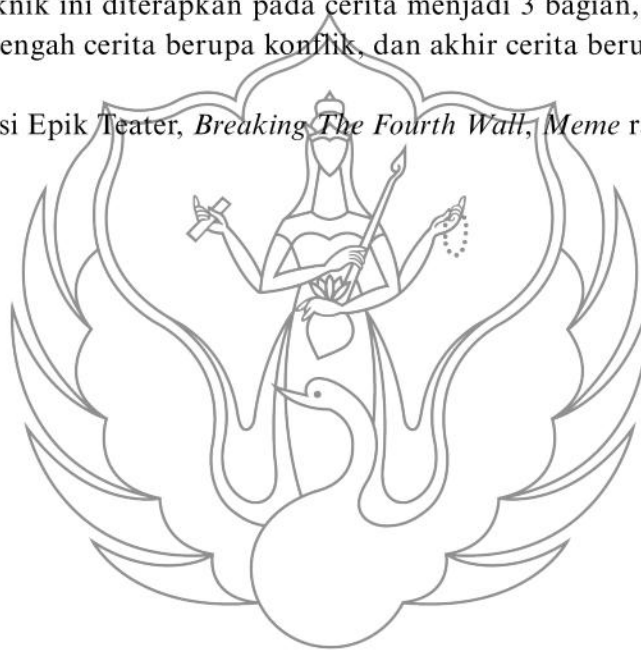 knik ini diterapkan pada cerita menjadi 3 bagian,
engah cerita berupa konflik, dan akhir cerita beru
si Epik Teater, Breaking The Fourth Wall, Meme r